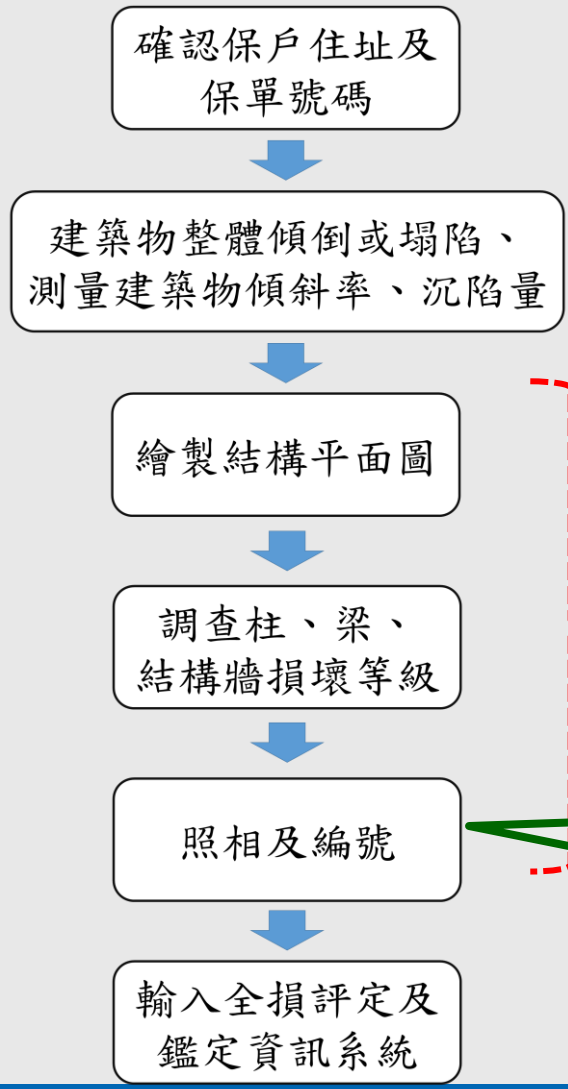 確認保戶住址及
保單號碼
建築物整體傾倒或塌陷、
測量建築物傾斜率、沉陷量
繪製結構平面圖
調查柱、梁、
結構牆損壞等級
照相及編號
輸入全損評定及
鑑定資訊系統